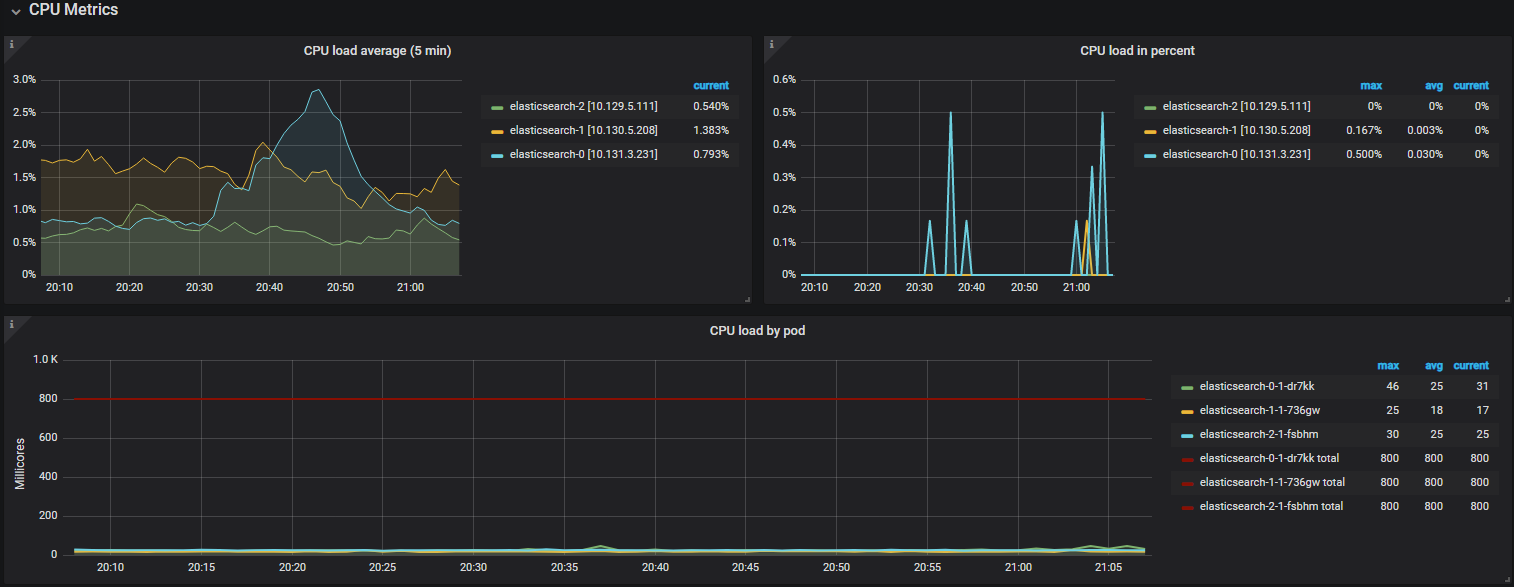 CPU Metrics
CPU load average (5 min)
3.0%
2.5%
2.0%
1.5%
1.0%
0.5%
0%
20:10 20:20 20:30 20:40 20:50 21:00
current
elasticsearch-2 [10.129.5.111] 0.540%
elasticsearch-1 [10.130.5.208] 1.383%
elasticsearch-0 [10.131.3.231] 0.793%
CPU load in percent
0.6%
0.5%
0.4%
0.3%
0.2%
0.1%
0%
20:10 20:20 20:30 20:40 20:50 21:00
max avg current
elasticsearch-2 [10.129.5.111] 0% 0% 0%
elasticsearch-1 [10.130.5.208] 0.167% 0.003% 0%
elasticsearch-0 [10.131.3.231] 0.500% 0.030% 0%
CPU load by pod
Millicores
1.0 K
800
600
400
200
0
20:10 20:15 20:20 20:25 20:30 20:35 20:40 20:45 20:50 20:55 21:00 21:05
max avg current
elasticsearch-0-1-dr7kk 46 25 31
elasticsearch-1-1-736gw 25 18 17
elasticsearch-2-1-fsbhm 30 25 25
elasticsearch-0-1-dr7kk total 800 800 800
elasticsearch-1-1-736gw total 800 800 800
elasticsearch-2-1-fsbhm total 800 800 800